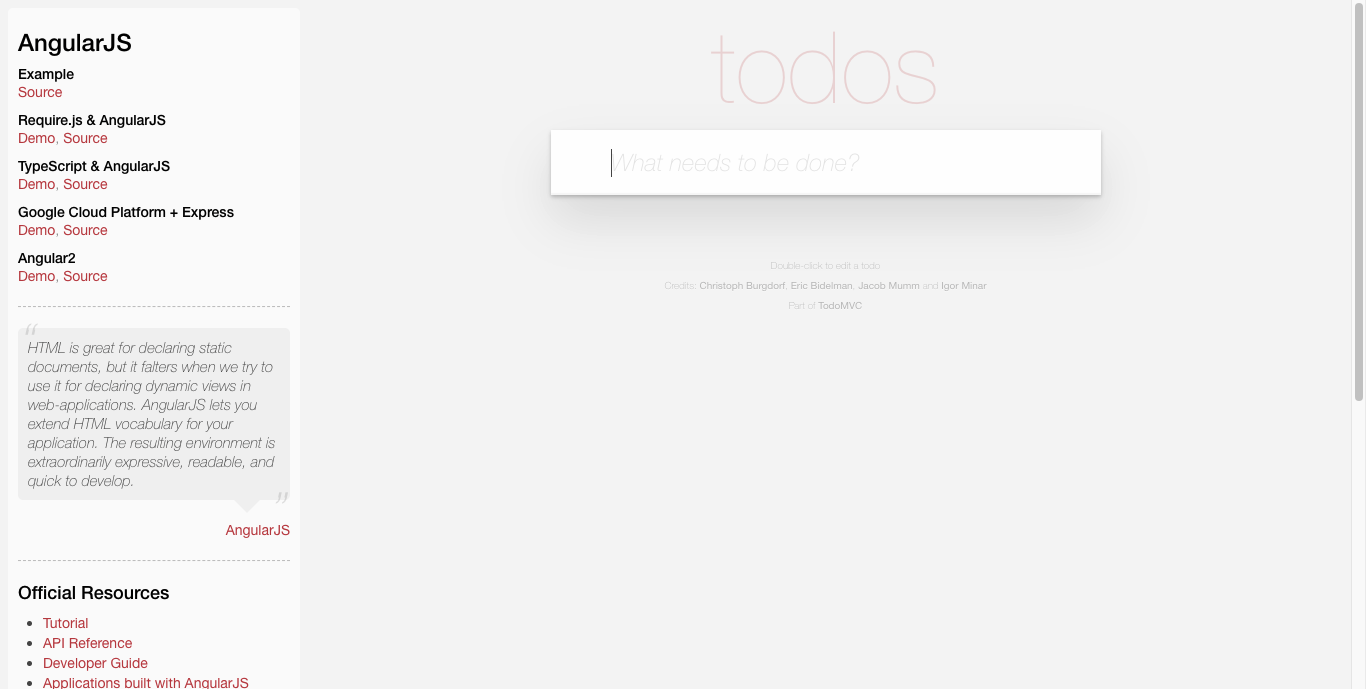 AngularJS
Example
Source
Require.js & AngularJS
Demo, Source
TypeScript & AngularJS
Demo, Source
Google Cloud Platform + Express
Demo, Source
Angular2
Demo, Source
“
HTML is great for declaring static
documents, but it falters when we try to
use it for declaring dynamic views in
web-applications. AngularJS lets you
extend HTML vocabulary for your
application. The resulting environment is
extraordinarily expressive, readable, and
quick to develop.
”
AngularJS
Official Resources
Tutorial
API Reference
Developer Guide
Applications built with AngularJS
todos
What needs to be done?
Double-click to edit a todo
Credits: Christoph Burgdorf, Eric Bidelman, Jacob Mumm and Igor Minar
Part of TodoMVC